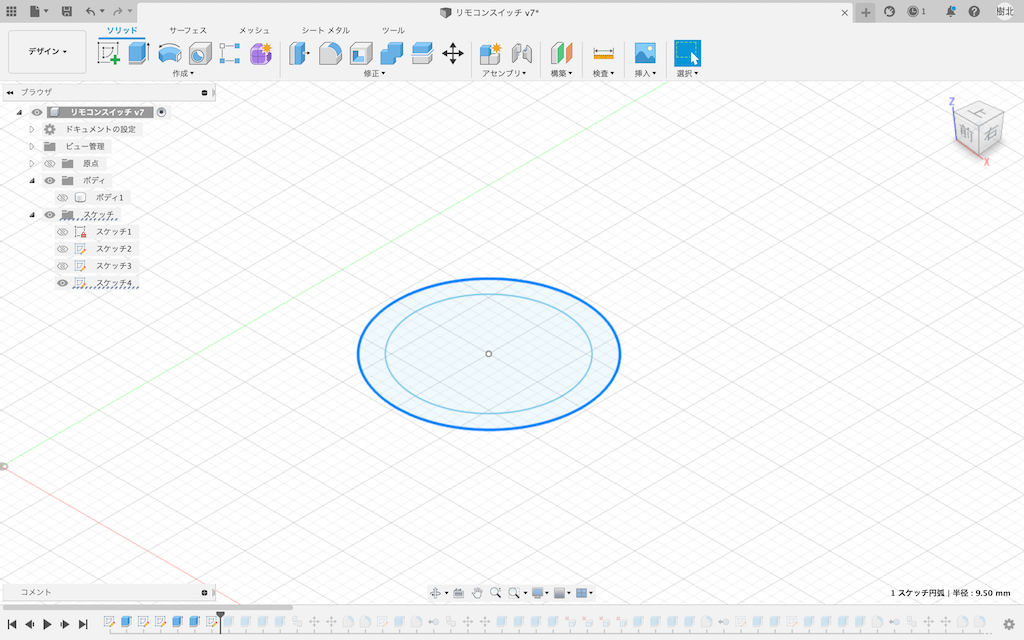 リモコンスイッチ v7*
1
樹北
デザイン
ソリッド サーフェス メッシュ シート メタル ツール
作成 修正 アセンブリ 構築 検査 挿入 選択
ブラウザ
リモコンスイッチ v7
ドキュメントの設定
ビュー管理
原点
ボディ
ボディ1
スケッチ
スケッチ1
スケッチ2
スケッチ3
スケッチ4
Z
上
前 右
X
コメント
1 スケッチ円弧 | 半径 : 9.50 mm